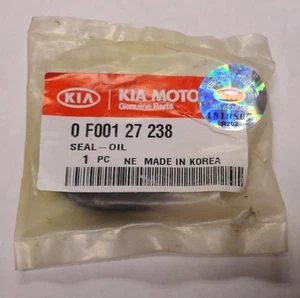 KIA KIA MOTO
Genuine Parts
0 F001 27 238
SEAL-OIL
1 PC NE MADE IN KOREA